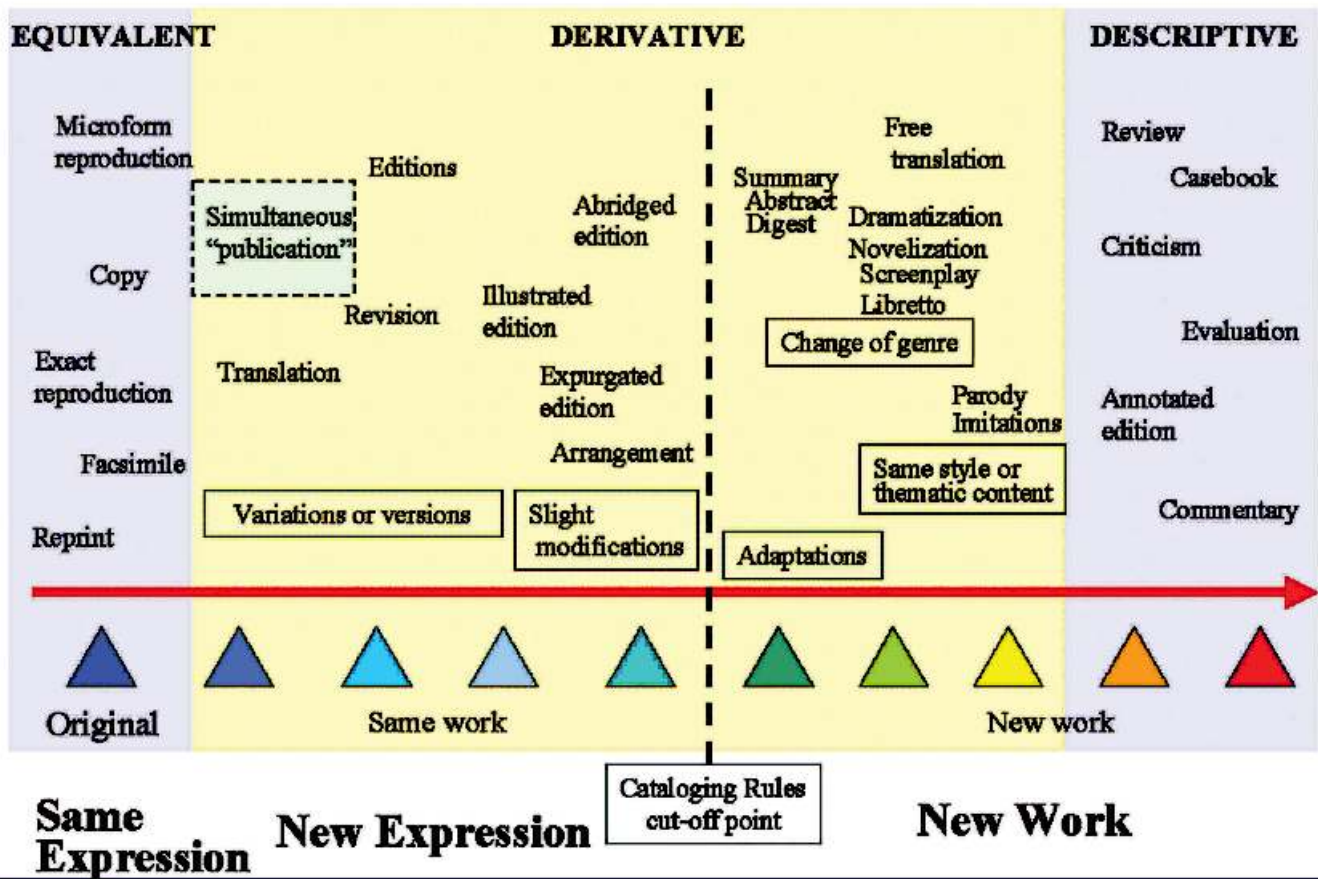 EQUIVALENT
DERIVATIVE
DESCRIPTIVE
Microform
reproduction
Copy
Exact
reproduction
Facsimile
Reprint
Simultaneous
“publication”
Editions
Abridged
edition
Revision
Illustrated
edition
Translation
Expurgated
edition
Arrangement
Variations or versions
Slight
modifications
Free
translation
Summary
Abstract
Digest
Dramatization
Novelization
Screenplay
Libretto
Change of genre
Parody
Imitations
Same style or
thematic content
Adaptations
Review
Casebook
Criticism
Evaluation
Annotated
edition
Commentary
Original
Same work
New work
Same
Expression
New Expression
Cataloging Rules
cut-off point
New Work